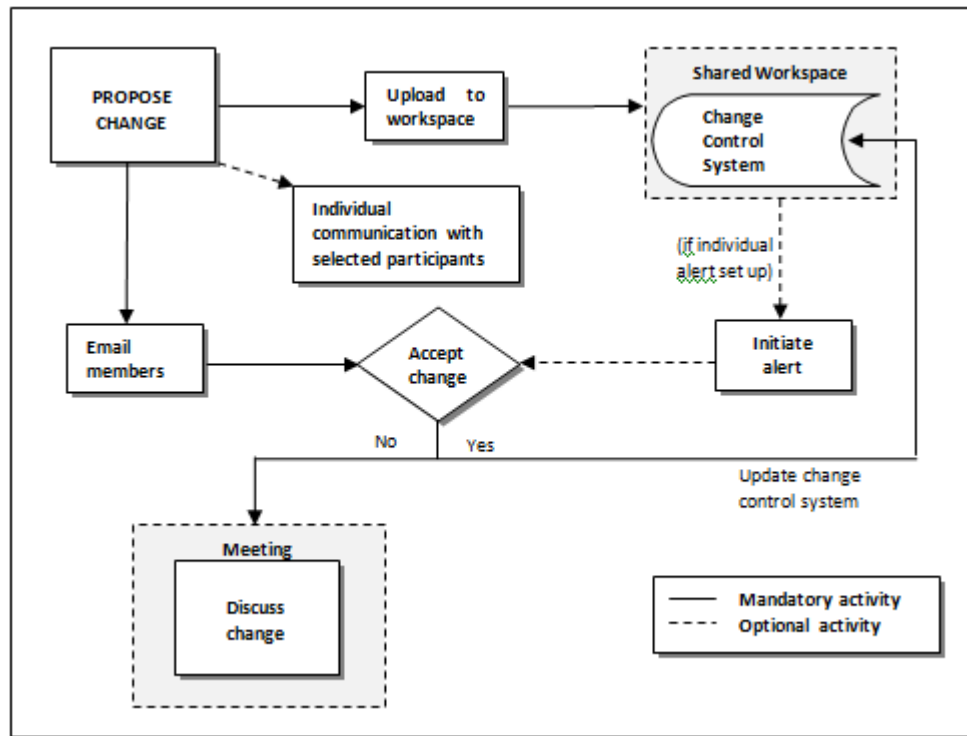 PROPOSE
CHANGE
Upload to
workspace
Shared Workspace
Change
Control
System
Individual
communication with
selected participants
(if individual
alert set up)
Email
members
Accept
change
Initiate
alert
No
Yes
Update change
control system
Meeting
Discuss
change
Mandatory activity
Optional activity